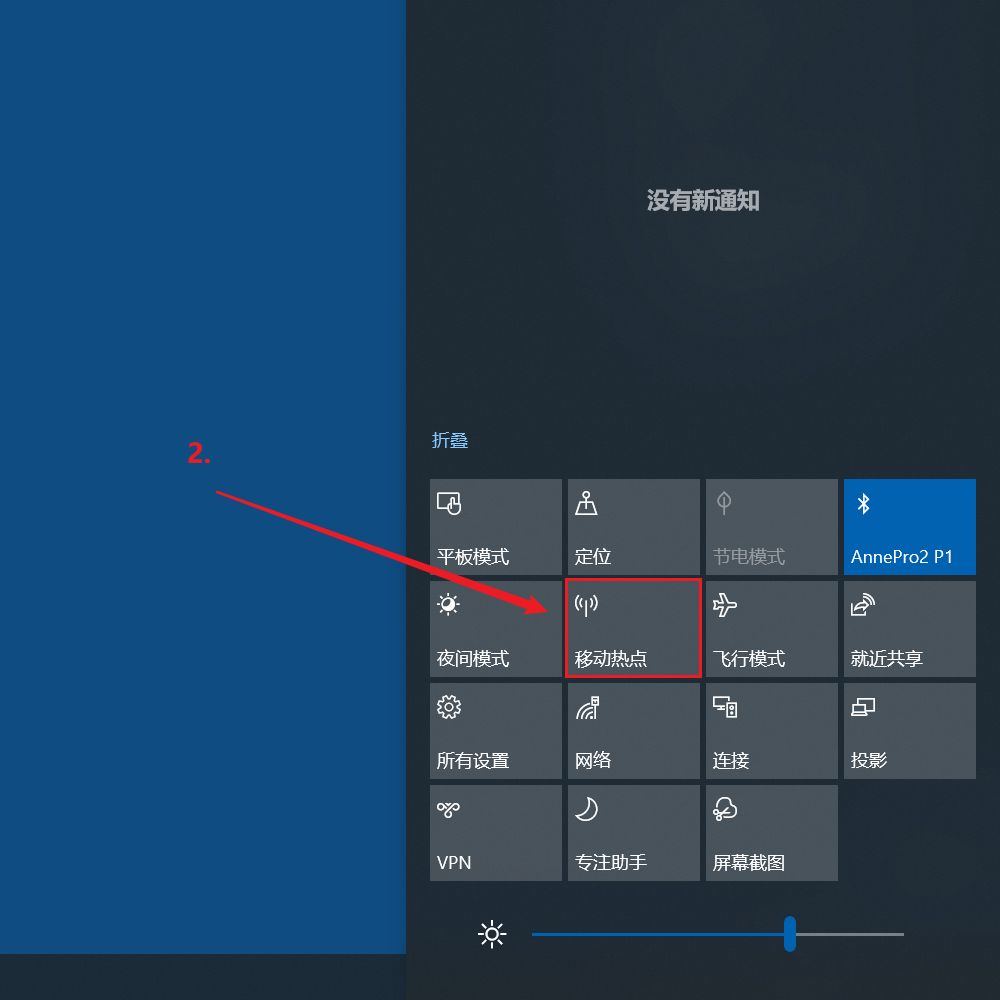 没有新通知
2.
折叠
平板模式
定位
节电模式
AnnePro2 P1
夜间模式
移动热点
飞行模式
就近共享
所有设置
网络
连接
投影
VPN
专注助手
屏幕截图